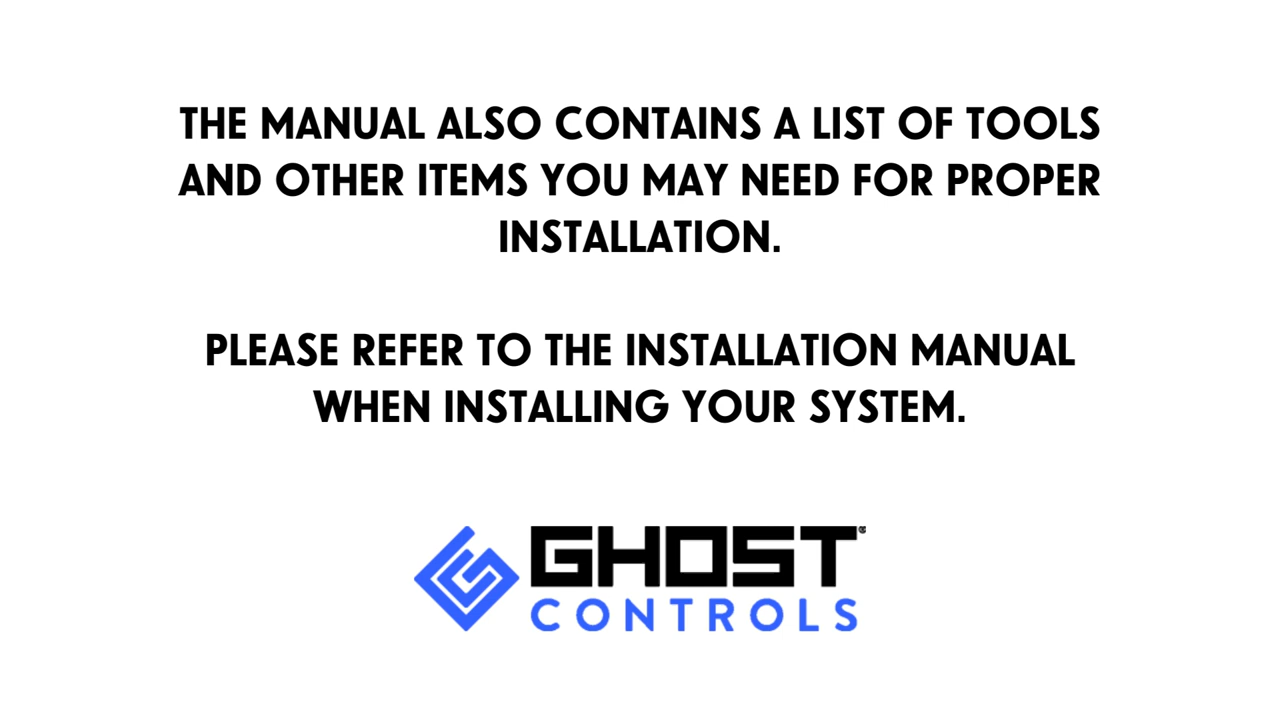 THE MANUAL ALSO CONTAINS A LIST OF TOOLS
AND OTHER ITEMS YOU MAY NEED FOR PROPER
INSTALLATION.
PLEASE REFER TO THE INSTALLATION MANUAL
WHEN INSTALLING YOUR SYSTEM.
GHOST®
CONTROLS